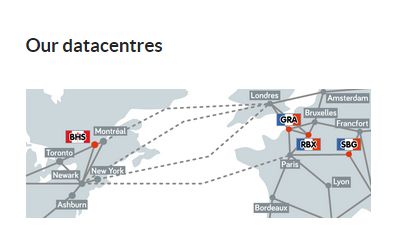 Our datacentres
Londres
Amsterdam
GRA
Bruxelles
BHS
Montréal
Francfort
RBX
SBG
Toronto
Paris
Newark
New York
Lyon
Ashburn
Bordeaux